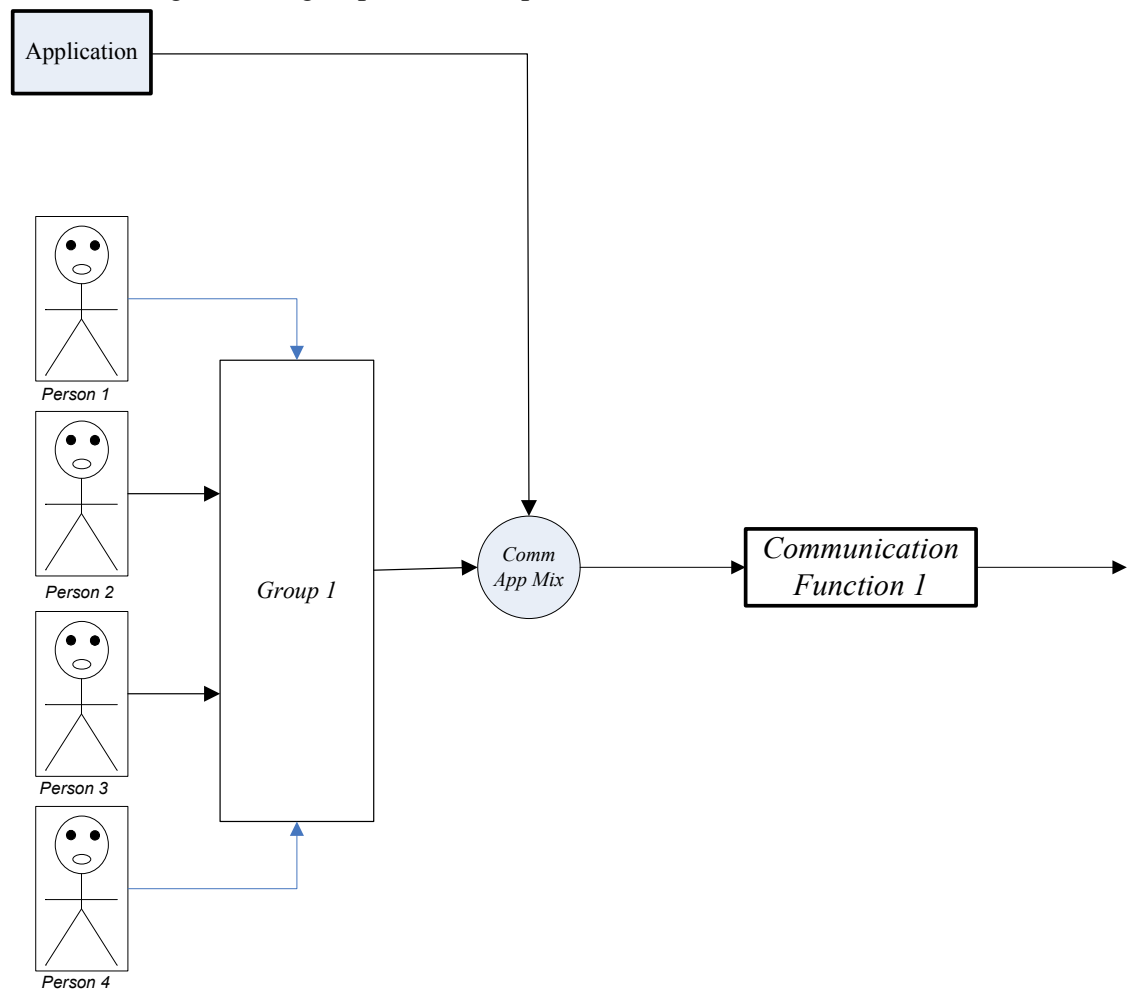 Application
Person 1
Person 2
Person 3
Person 4
Group 1
Comm
App Mix
Communication
Function 1